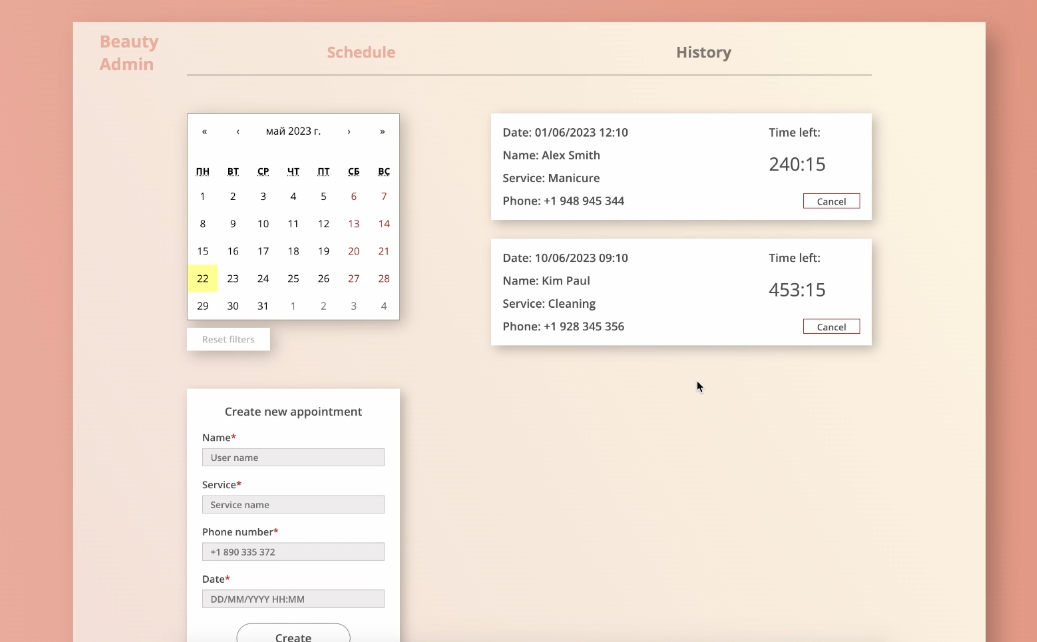 Beauty
Admin
Schedule
History
« ‹ май 2023 г. › »
ПН ВТ СР ЧТ ПТ СБ ВС
1 2 3 4 5 6 7
8 9 10 11 12 13 14
15 16 17 18 19 20 21
22 23 24 25 26 27 28
29 30 31 1 2 3 4
Reset filters
Date: 01/06/2023 12:10
Name: Alex Smith
Service: Manicure
Phone: +1 948 945 344
Time left:
240:15
Cancel
Date: 10/06/2023 09:10
Name: Kim Paul
Service: Cleaning
Phone: +1 928 345 356
Time left:
453:15
Cancel
Create new appointment
Name*
User name
Service*
Service name
Phone number*
+1 890 335 372
Date*
DD/MM/YYYY HH:MM
Create